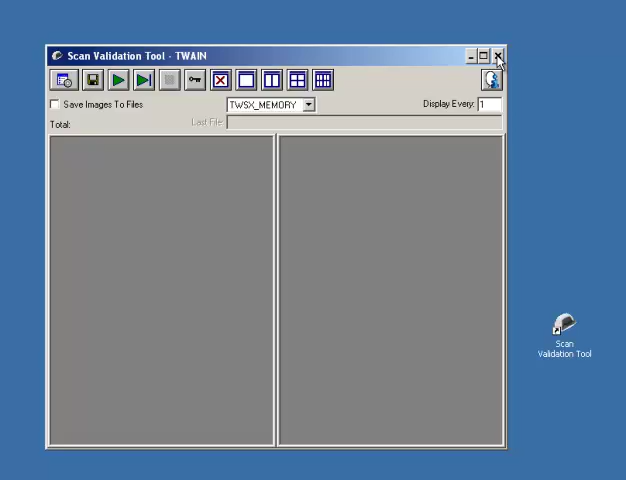 Scan Validation Tool - TWAIN
Save Images To Files
TWSX_MEMORY
Display Every: 1
Total:
Last File:
Scan
Validation Tool